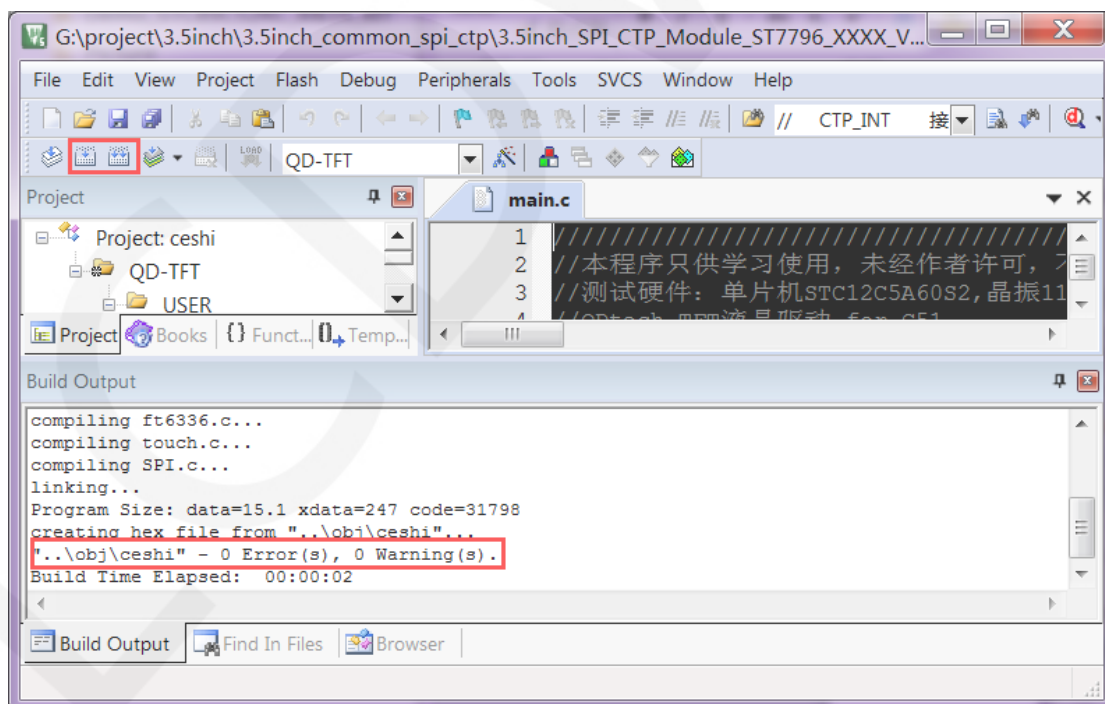 G:\project\3.5inch\3.5inch_common_spi_ctp\3.5inch_SPI_CTP_Module_ST7796_XXXX_V...
File Edit View Project Flash Debug Peripherals Tools SVCS Window Help
// CTP_INT 接
LOAD QD-TFT
Project
main.c
Project: ceshi
QD-TFT
USER
1 ////////////////////////////////////
2 //本程序只供学习使用，未经作者许可，
3 //测试硬件：单片机STC12C5A60S2,晶振11
Project Books {} Funct... Temp...
Build Output
compiling ft6336.c...
compiling touch.c...
compiling SPI.c...
linking...
Program Size: data=15.1 xdata=247 code=31798
creating hex file from "..\obj\ceshi"...
"..\obj\ceshi" - 0 Error(s), 0 Warning(s).
Build Time Elapsed: 00:00:02
Build Output Find In Files Browser